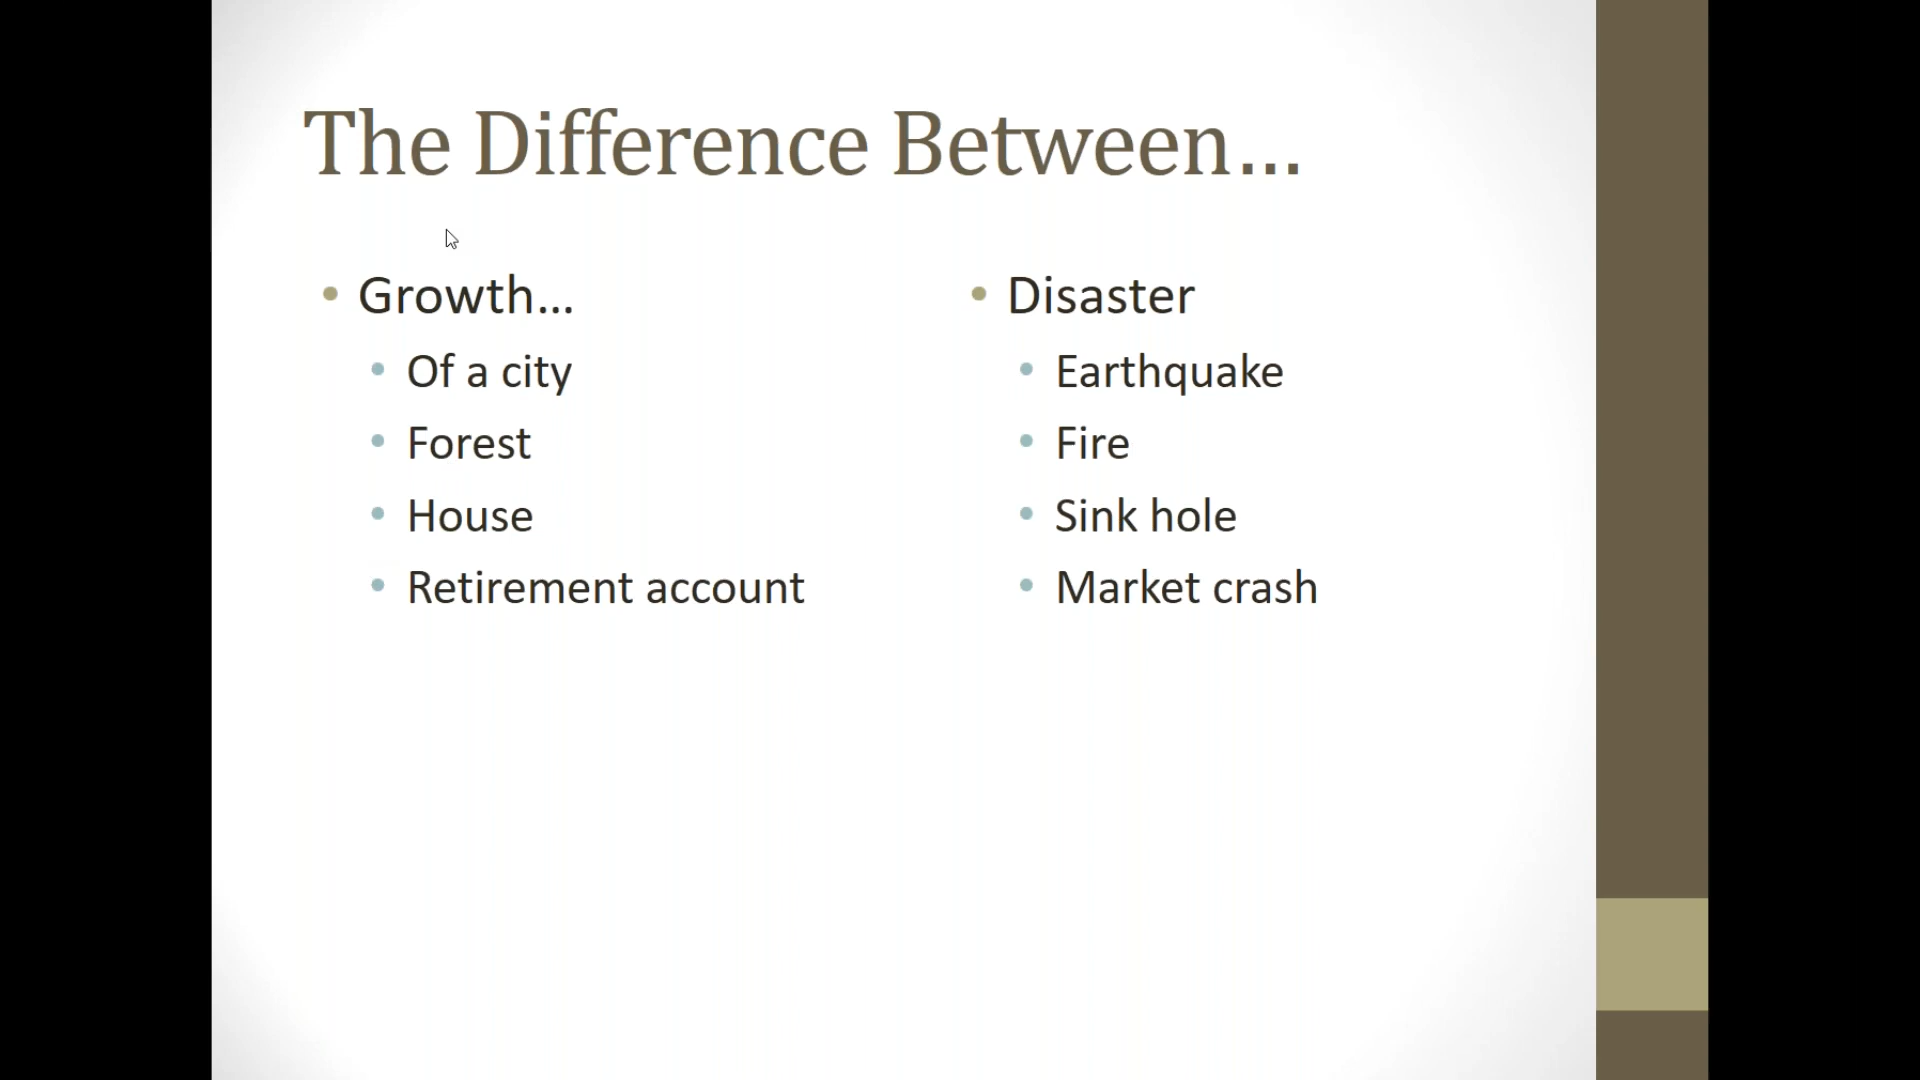 The Difference Between...
• Growth...
• Of a city
• Forest
• House
• Retirement account
• Disaster
• Earthquake
• Fire
• Sink hole
• Market crash